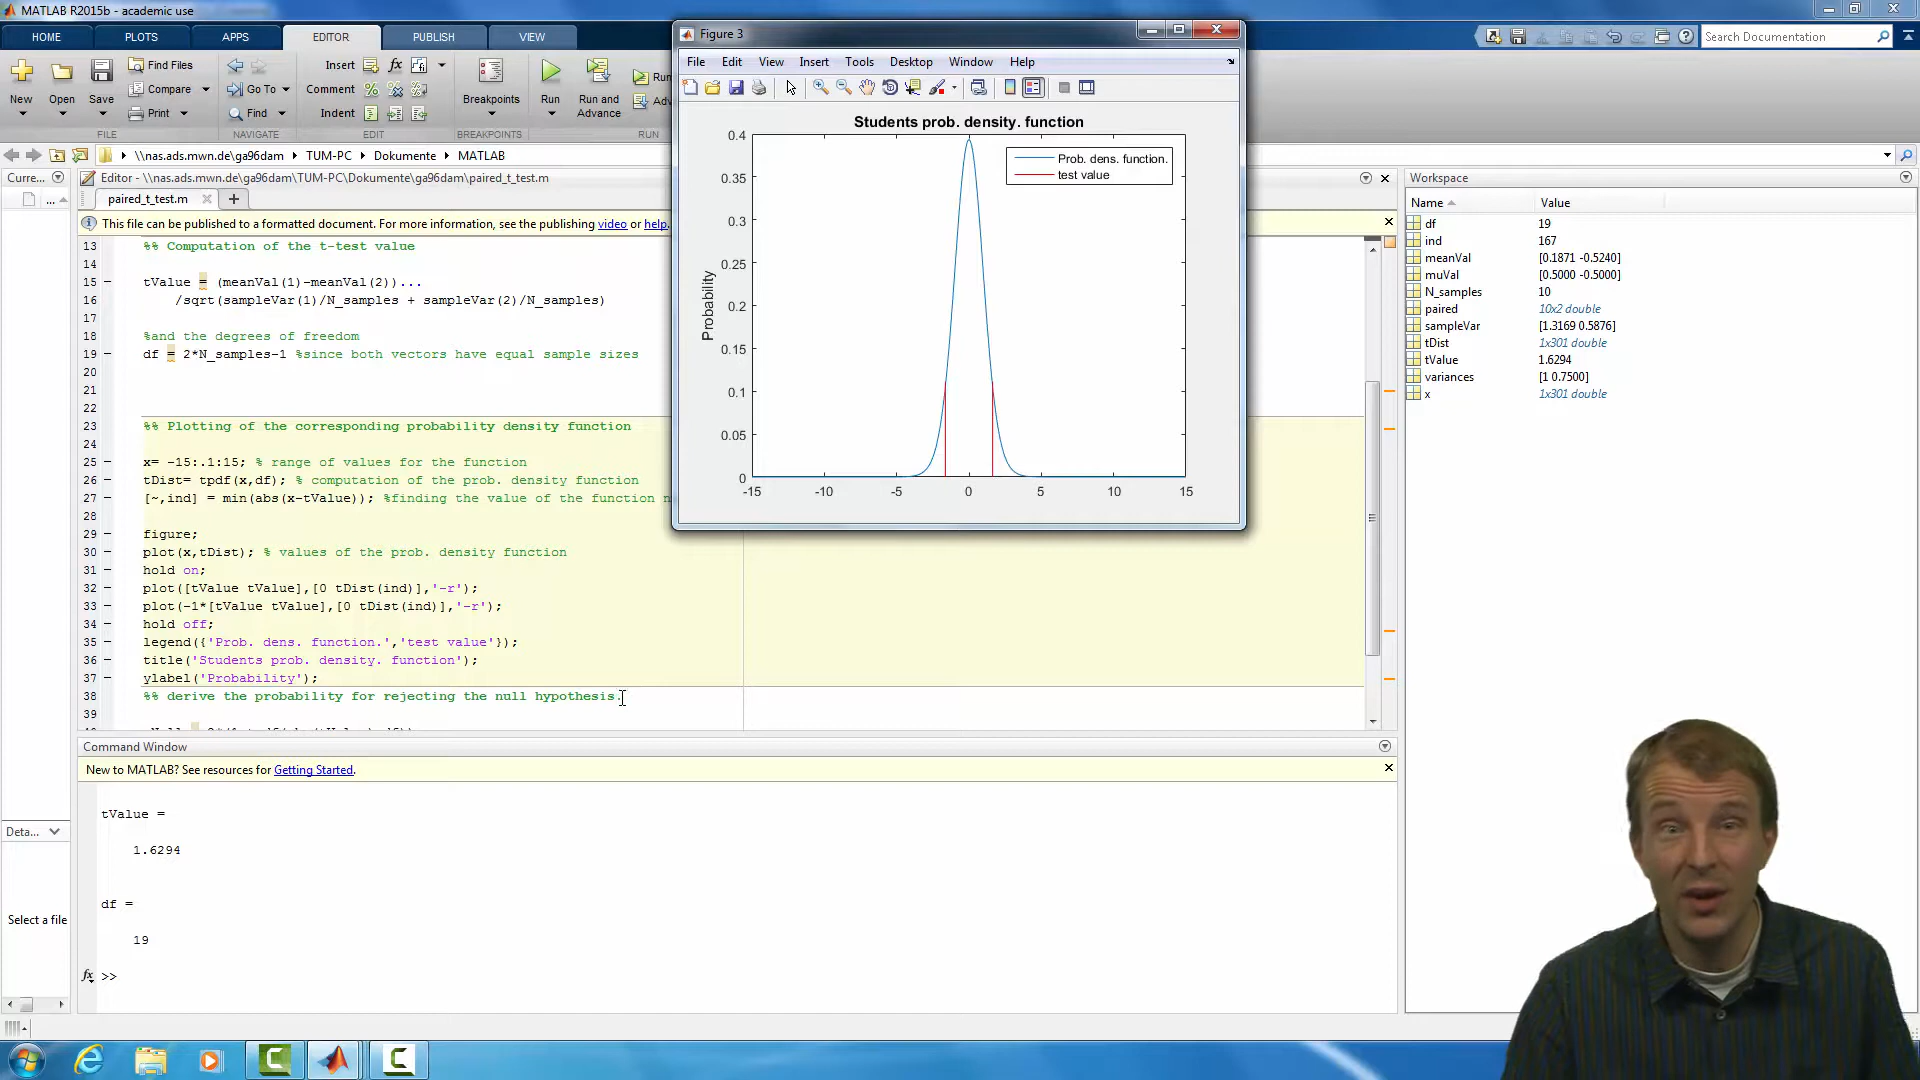 MATLAB R2015b - academic use
HOME PLOTS APPS EDITOR PUBLISH VIEW
Search Documentation
New Open Save Find Files Compare Print
Go To Find
Insert fx
Comment %
Indent
Breakpoints
Run Run and Advance
FILE NAVIGATE EDIT BREAKPOINTS RUN
\\nas.ads.mwn.de\ga96dam TUM-PC Dokumente MATLAB
Curre...
Editor - \\nas.ads.mwn.de\ga96dam\TUM-PC\Dokumente\ga96dam\paired_t_test.m
paired_t_test.m
This file can be published to a formatted document. For more information, see the publishing video or help.
13 %% Computation of the t-test value
14
15 tValue = (meanVal(1)-meanVal(2))...
16 /sqrt(sampleVar(1)/N_samples + sampleVar(2)/N_samples)
17
18 %and the degrees of freedom
19 df = 2*N_samples-1 %since both vectors have equal sample sizes
20
21
22
23 %% Plotting of the corresponding probability density function
24
25 x= -15:.1:15; % range of values for the function
26 tDist= tpdf(x,df); % computation of the prob. density function
27 [~,ind] = min(abs(x-tValue)); %finding the value of the function n
28
29 figure;
30 plot(x,tDist); % values of the prob. density function
31 hold on;
32 plot([tValue tValue],[0 tDist(ind)],'-r');
33 plot(-1*[tValue tValue],[0 tDist(ind)],'-r');
34 hold off;
35 legend({'Prob. dens. function.','test value'});
36 title('Students prob. density. function');
37 ylabel('Probability');
38 %% derive the probability for rejecting the null hypothesis.
39
Figure 3
File Edit View Insert Tools Desktop Window Help
Students prob. density. function
Prob. dens. function.
test value
Probability
0.4
0.35
0.3
0.25
0.2
0.15
0.1
0.05
0
-15 -10 -5 0 5 10 15
Workspace
Name Value
df 19
ind 167
meanVal [0.1871 -0.5240]
muVal [0.5000 -0.5000]
N_samples 10
paired 10x2 double
sampleVar [1.3169 0.5876]
tDist 1x301 double
tValue 1.6294
variances [1 0.7500]
x 1x301 double
Command Window
New to MATLAB? See resources for Getting Started.
tValue =
1.6294
df =
19
fx >>
Deta...
Select a file